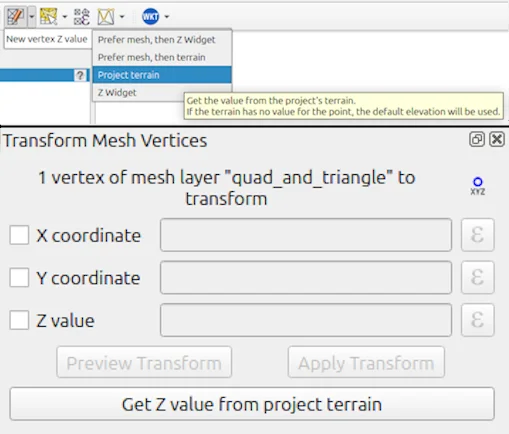 WKT
New vertex Z value
Prefer mesh, then Z Widget
Prefer mesh, then terrain
Project terrain
?
Z Widget
Get the value from the project's terrain.
If the terrain has no value for the point, the default elevation will be used.
Transform Mesh Vertices
1 vertex of mesh layer "quad_and_triangle" to
transform
XYZ
X coordinate
ε
Y coordinate
ε
Z value
ε
Preview Transform
Apply Transform
Get Z value from project terrain